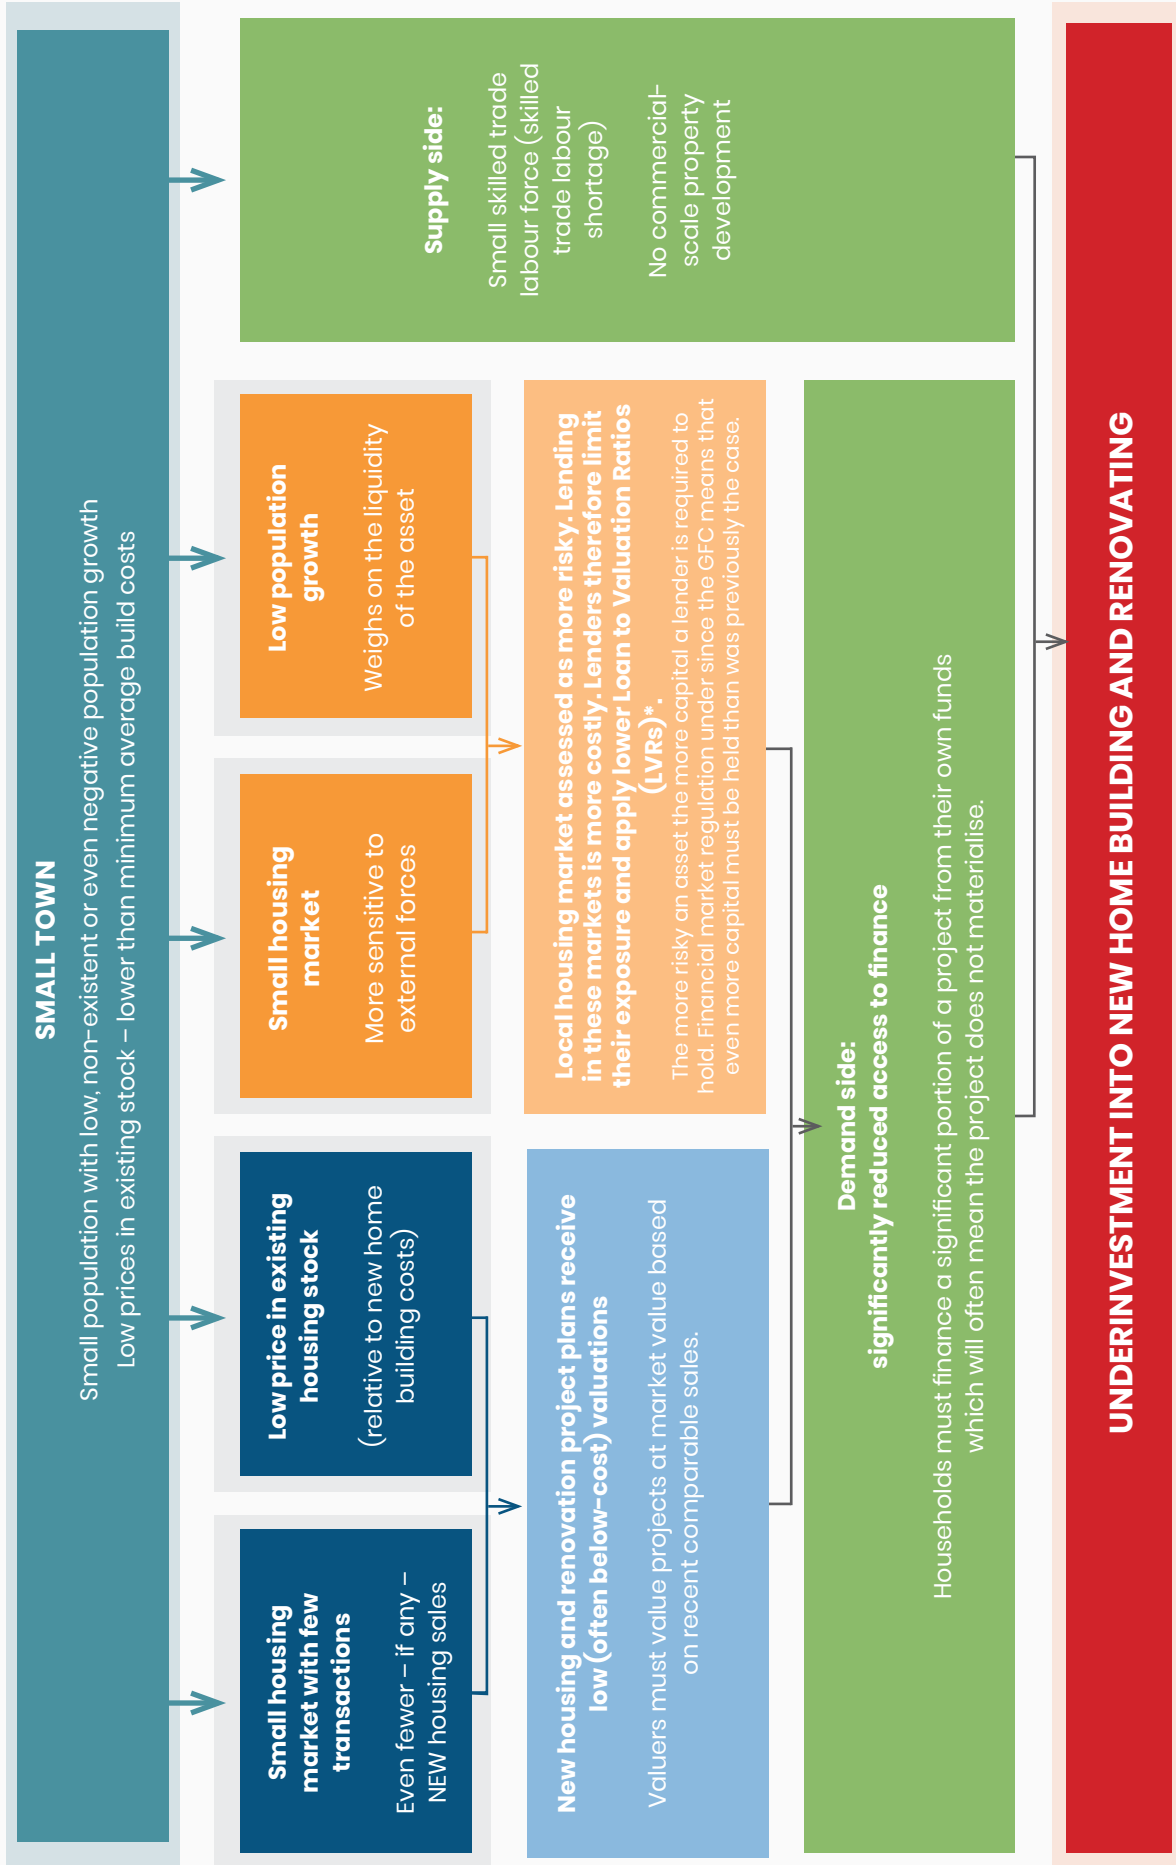 SMALL TOWN
Small population with low, non-existent or even negative population growth
Low prices in existing stock – lower than minimum average build costs
Small housing
market with few
transactions
Even fewer – if any –
NEW housing sales
Low price in existing
housing stock
(relative to new home
building costs)
Small housing
market
More sensitive to
external forces
Low population
growth
Weighs on the liquidity
of the asset
Supply side:
Small skilled trade
labour force (skilled
trade labour
shortage)
No commercial-
scale property
development
New housing and renovation project plans receive
low (often below-cost) valuations
Valuers must value projects at market value based
on recent comparable sales.
Local housing market assessed as more risky. Lending
in these markets is more costly. Lenders therefore limit
their exposure and apply lower Loan to Valuation Ratios
(LVRs)*.
The more risky an asset the more capital a lender is required to
hold. Financial market regulation under since the GFC means that
even more capital must be held than was previously the case.
Demand side:
significantly reduced access to finance
Households must finance a significant portion of a project from their own funds
which will often mean the project does not materialise.
UNDERINVESTMENT INTO NEW HOME BUILDING AND RENOVATING